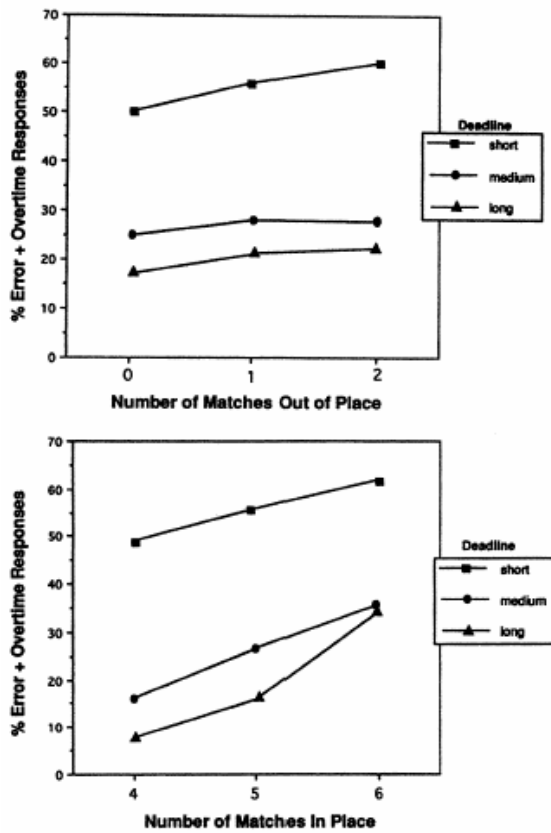 70
60
50
40
30
20
10
0
% Error + Overtime Responses
0 1 2
Number of Matches Out of Place
Deadline
short
medium
long
70
60
50
40
30
20
10
0
% Error + Overtime Responses
4 5 6
Number of Matches In Place
Deadline
short
medium
long